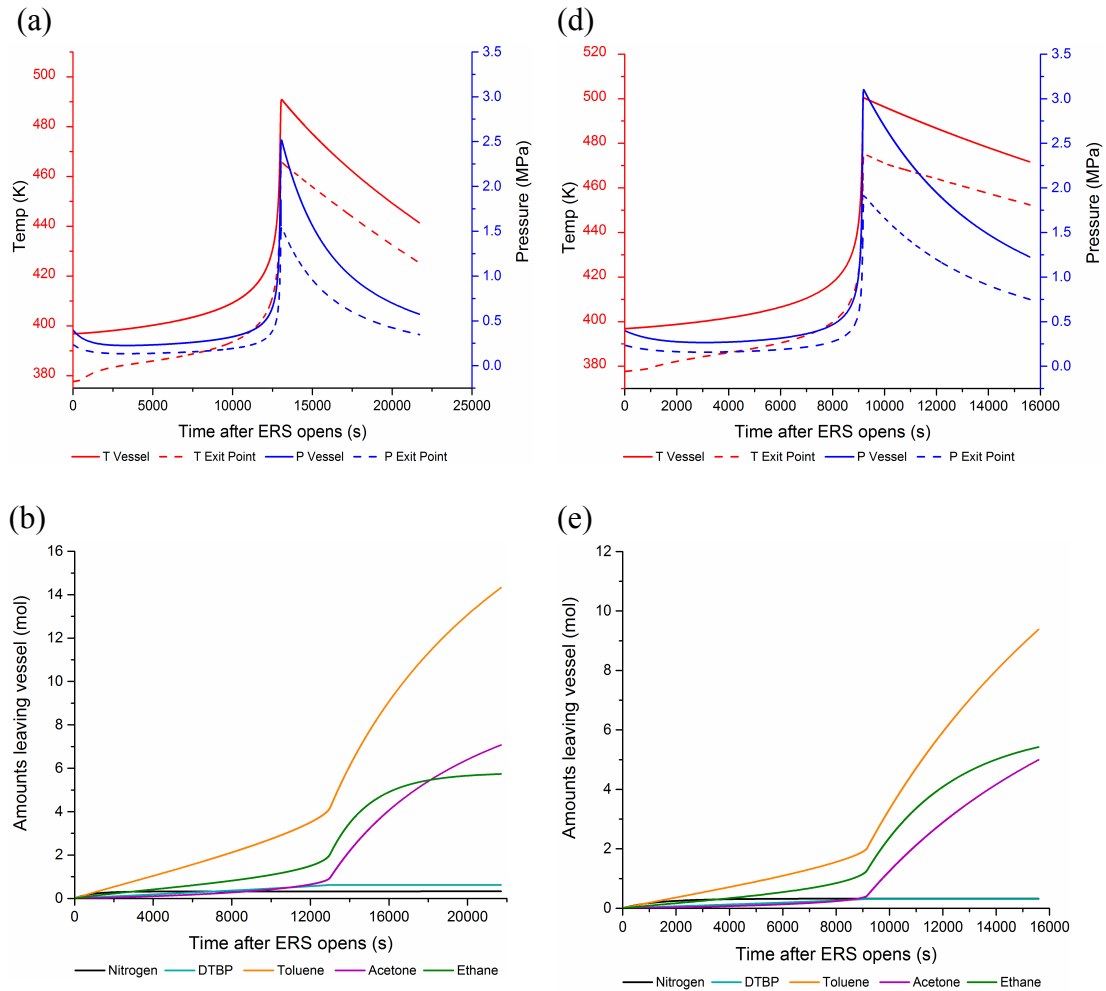 (a)
(d)
510
500
480
460
440
420
400
380
Temp (K)
3.5
3.0
2.5
2.0
1.5
1.0
0.5
0.0
Pressure (MPa)
0
5000
10000
15000
20000
25000
Time after ERS opens (s)
T Vessel
T Exit Point
P Vessel
P Exit Point
520
500
480
460
440
420
400
380
360
Temp (K)
3.5
3.0
2.5
2.0
1.5
1.0
0.5
0.0
Pressure (MPa)
0
2000
4000
6000
8000
10000
12000
14000
16000
Time after ERS opens (s)
T Vessel
T Exit Point
P Vessel
P Exit Point
(b)
(e)
16
14
12
10
8
6
4
2
0
Amounts leaving vessel (mol)
0
4000
8000
12000
16000
20000
Time after ERS opens (s)
Nitrogen
DTBP
Toluene
Acetone
Ethane
12
10
8
6
4
2
0
Amounts leaving vessel (mol)
0
2000
4000
6000
8000
10000
12000
14000
16000
Time after ERS opens (s)
Nitrogen
DTBP
Toluene
Acetone
Ethane